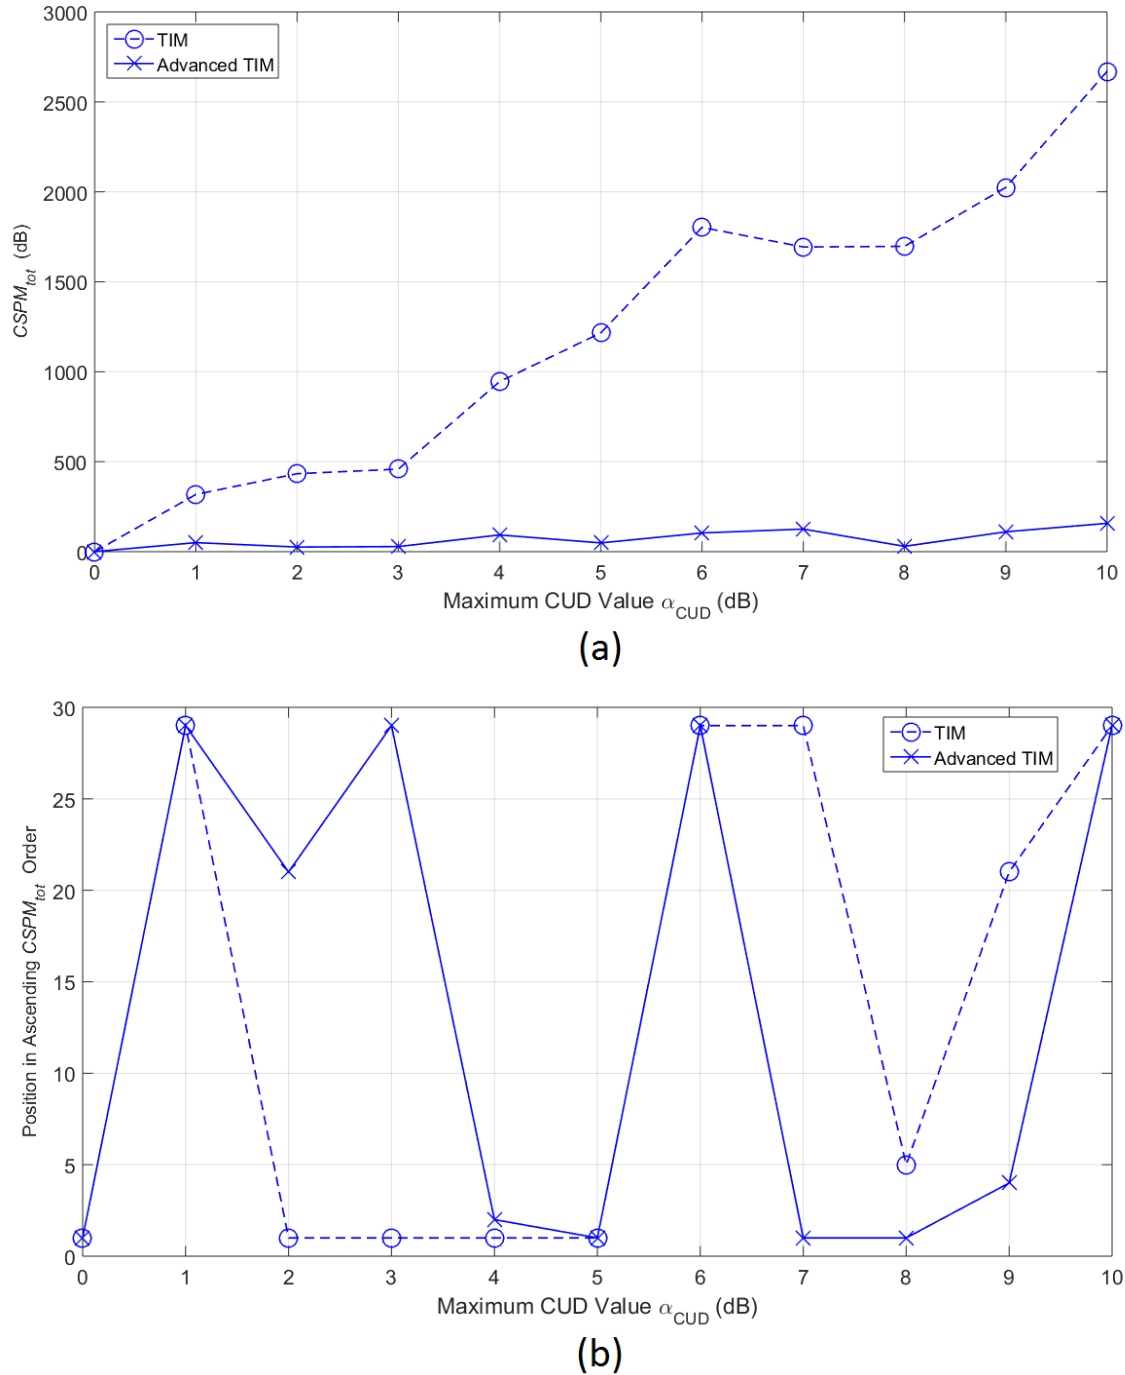 3000
TIM
Advanced TIM
2500
2000
CSPM_tot (dB)
1500
1000
500
0
0 1 2 3 4 5 6 7 8 9 10
Maximum CUD Value α_CUD (dB)
(a)
30
TIM
Advanced TIM
25
20
Position in Ascending CSPM_tot Order
15
10
5
0
0 1 2 3 4 5 6 7 8 9 10
Maximum CUD Value α_CUD (dB)
(b)